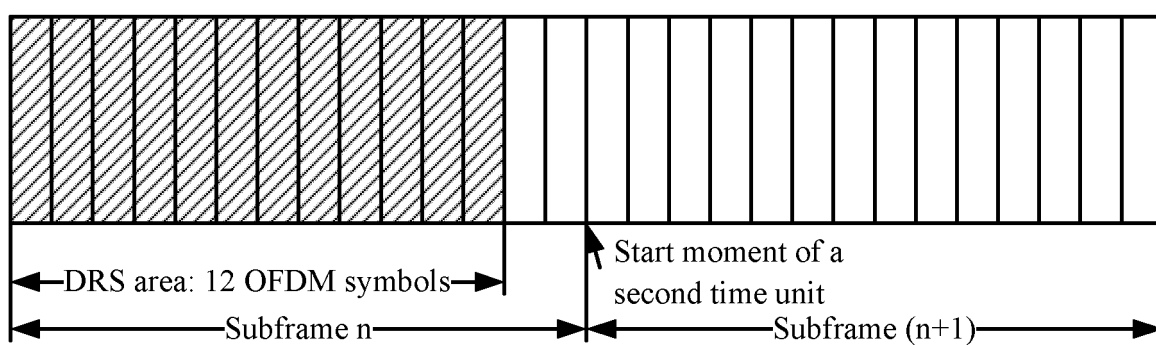 DRS area: 12 OFDM symbols
Start moment of a
second time unit
Subframe n
Subframe (n+1)